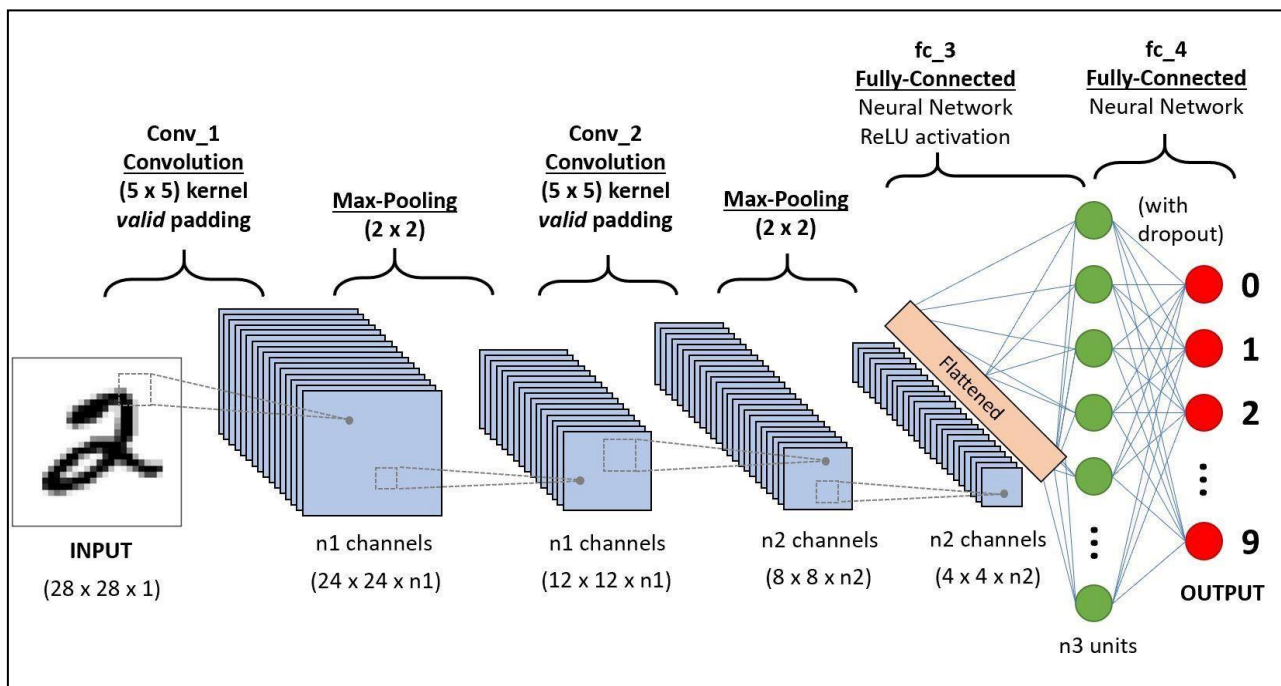 Conv_1
Convolution
(5 x 5) kernel
valid padding
Max-Pooling
(2 x 2)
Conv_2
Convolution
(5 x 5) kernel
valid padding
Max-Pooling
(2 x 2)
fc_3
Fully-Connected
Neural Network
ReLU activation
fc_4
Fully-Connected
Neural Network
(with
dropout)
Flattened
0
1
2
9
OUTPUT
2
INPUT
(28 x 28 x 1)
n1 channels
(24 x 24 x n1)
n1 channels
(12 x 12 x n1)
n2 channels
(8 x 8 x n2)
n2 channels
(4 x 4 x n2)
n3 units